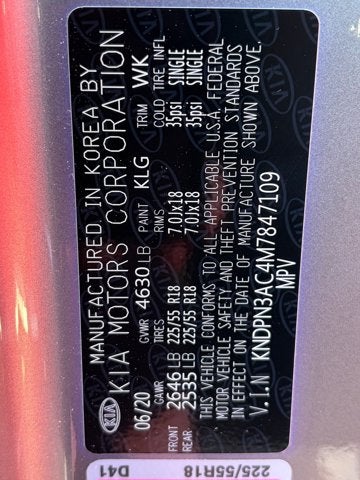 MANUFACTURED IN KOREA BY
KIA KIA MOTORS CORPORATION
06/20 GVWR 4630 LB PAINT KLG TRIM WK
GAWR TIRES RIMS COLD TIRE INFL
FRONT 2646 LB 225/55 R18 7.0Jx18 35psi SINGLE
REAR 2535 LB 225/55 R18 7.0Jx18 35psi SINGLE
THIS VEHICLE CONFORMS TO ALL APPLICABLE U.S.A. FEDERAL
MOTOR VEHICLE SAFETY AND THEFT PREVENTION STANDARDS
IN EFFECT ON THE DATE OF MANUFACTURE SHOWN ABOVE.
V.I.N KNDPN3AC4M7847109
MPV
D41 225/55R18